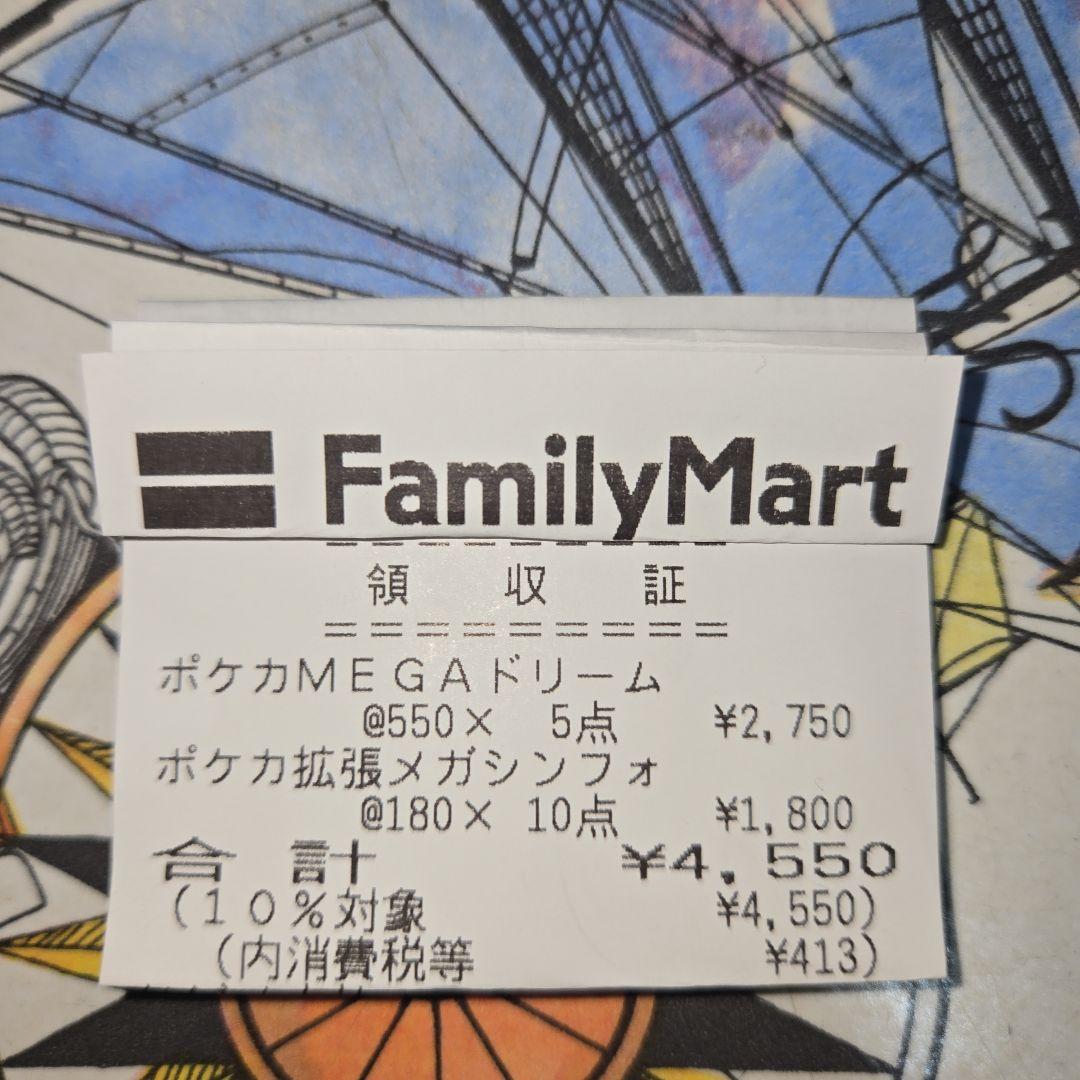 FamilyMart
=========
領 収 証
=========
ポケカMEGAドリーム
@550× 5点 ¥2,750
ポケカ拡張メガシンフォ
@180× 10点 ¥1,800
合 計 ¥4,550
(10%対象 ¥4,550)
(内消費税等 ¥413)